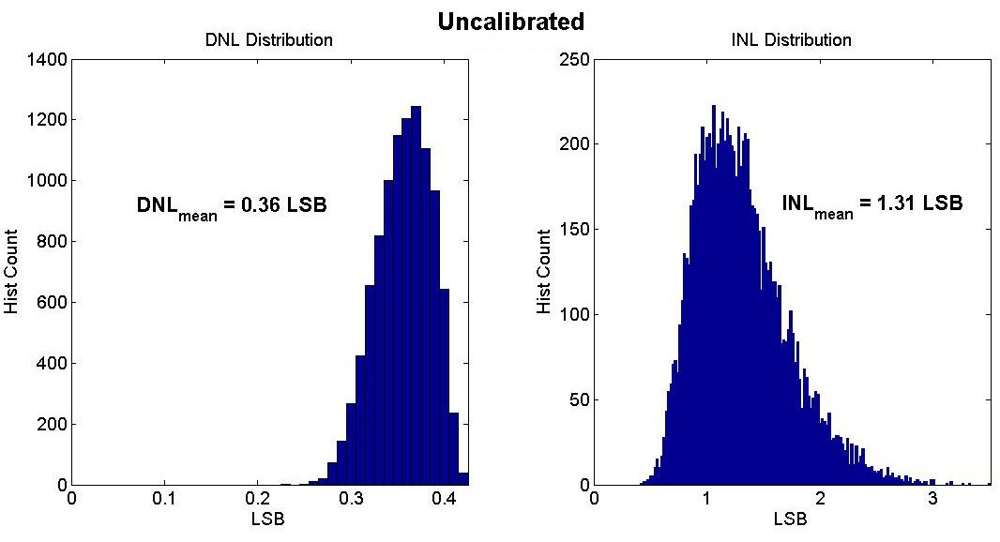 Uncalibrated
DNL Distribution
1400
1200
1000
800
600
400
200
0
Hist Count
DNLmean = 0.36 LSB
0 0.1 0.2 0.3 0.4
LSB
INL Distribution
250
200
150
100
50
0
Hist Count
INLmean = 1.31 LSB
0 1 2 3
LSB